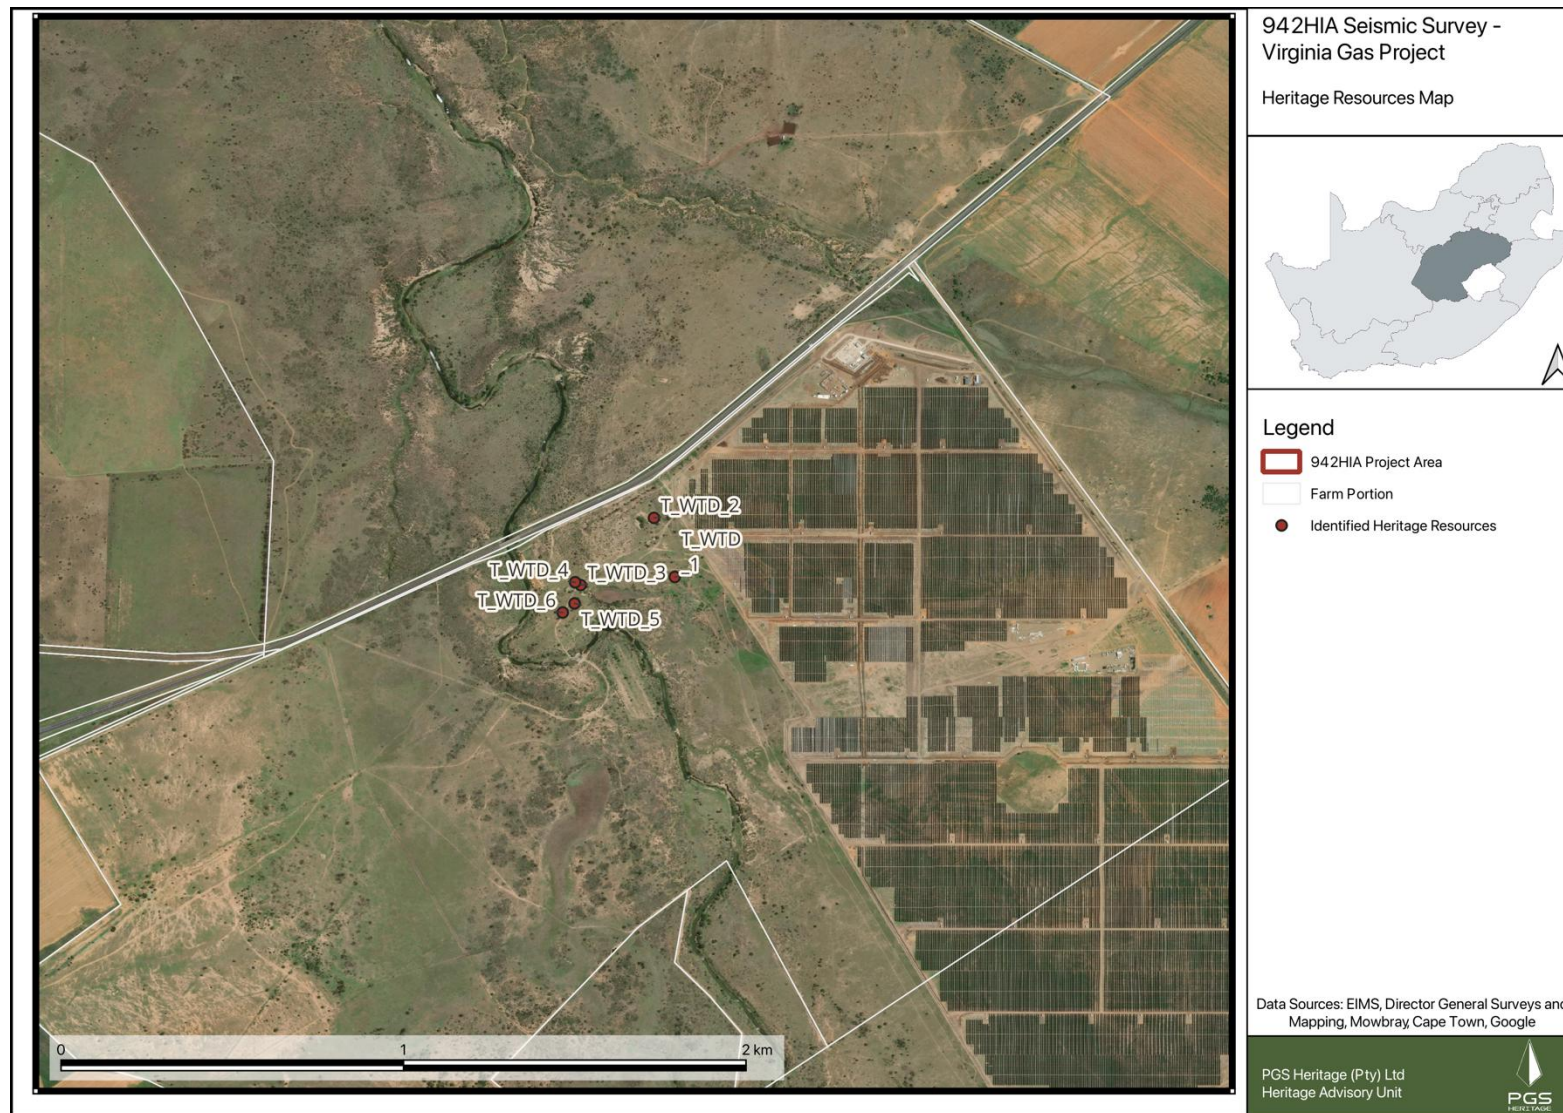 942HIA Seismic Survey -
Virginia Gas Project
Heritage Resources Map
T_WTD_2
T_WTD
_1
T_WTD_4
T_WTD_3
T_WTD_6
T_WTD_5
Legend
942HIA Project Area
Farm Portion
Identified Heritage Resources
0
1
2 km
Data Sources: EIMS, Director General Surveys and
Mapping, Mowbray, Cape Town, Google
PGS Heritage (Pty) Ltd
Heritage Advisory Unit
PGS
HERITAGE